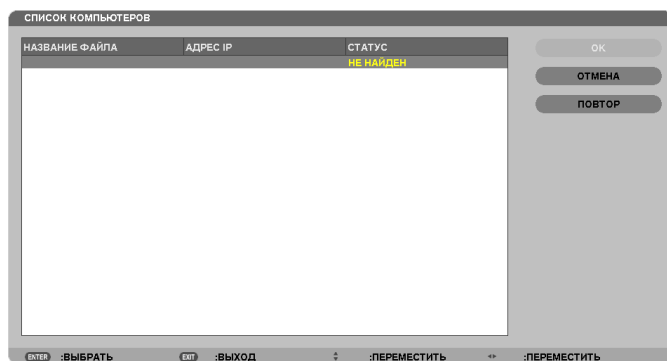 СПИСОК КОМПЬЮТЕРОВ
НАЗВАНИЕ ФАЙЛА АДРЕС IP СТАТУС
НЕ НАЙДЕН
OK
ОТМЕНА
ПОВТОР
ENTER :ВЫБРАТЬ EXIT :ВЫХОД :ПЕРЕМЕСТИТЬ :ПЕРЕМЕСТИТЬ